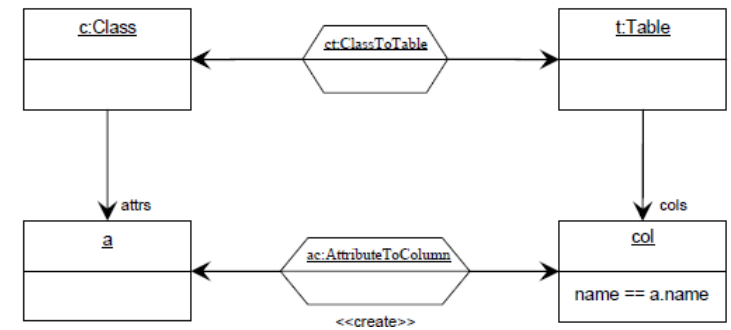 c:Class
ct:ClassToTable
t:Table
attrs
cols
a
ac:AttributeToColumn
col
name == a.name
<<create>>